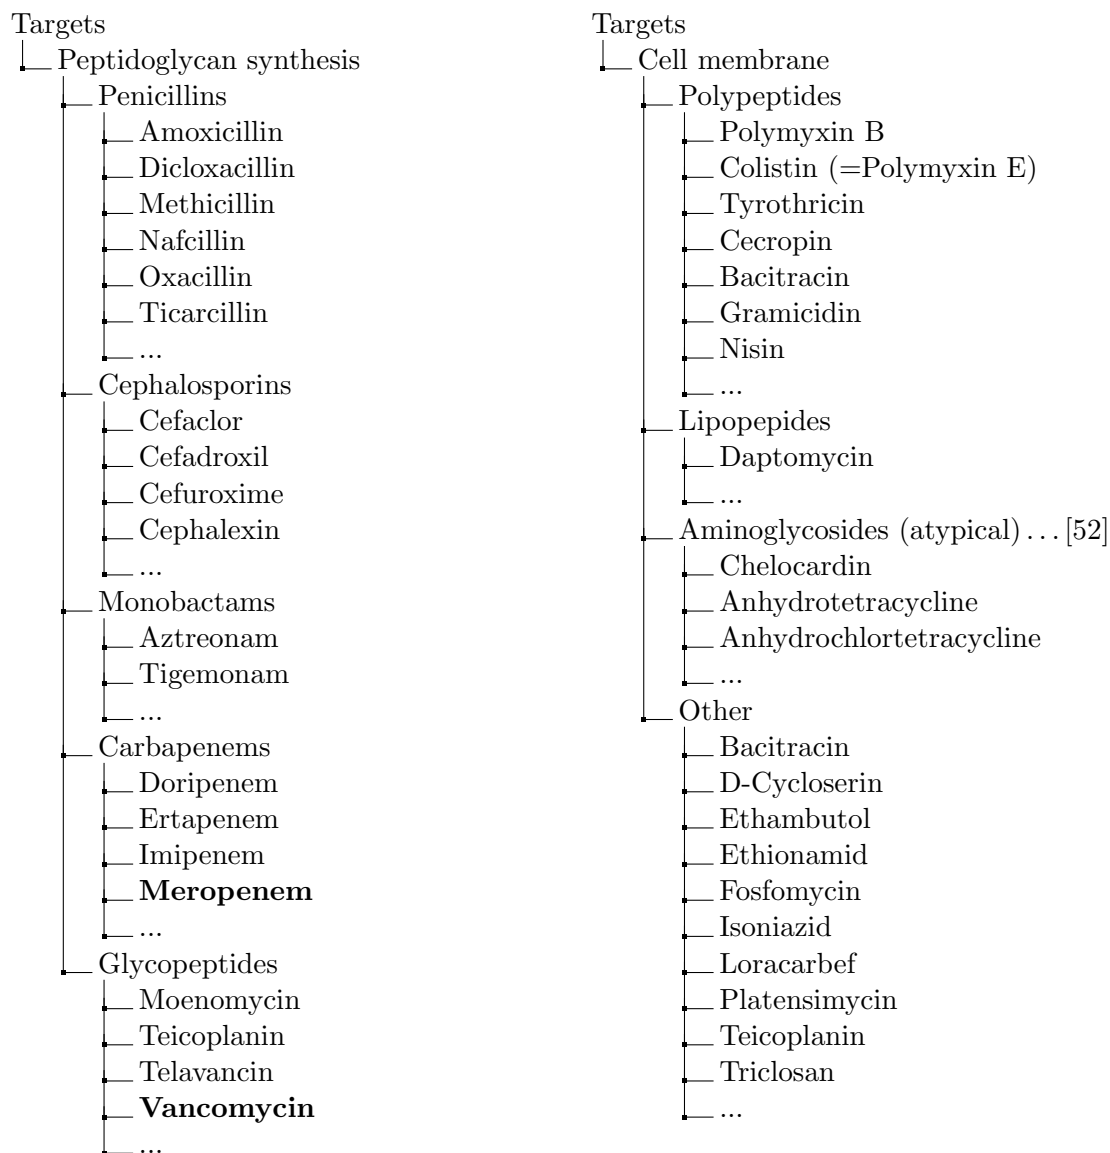 Targets
Peptidoglycan synthesis
Penicillins
Amoxicillin
Dicloxacillin
Methicillin
Nafcillin
Oxacillin
Ticarcillin
...
Cephalosporins
Cefaclor
Cefadroxil
Cefuroxime
Cephalexin
...
Monobactams
Aztreonam
Tigemonam
...
Carbapenems
Doripenem
Ertapenem
Imipenem
Meropenem
...
Glycopeptides
Moenomycin
Teicoplanin
Telavancin
Vancomycin
...
Targets
Cell membrane
Polypeptides
Polymyxin B
Colistin (=Polymyxin E)
Tyrothricin
Cecropin
Bacitracin
Gramicidin
Nisin
...
Lipopepides
Daptomycin
...
Aminoglycosides (atypical) ... [52]
Chelocardin
Anhydrotetracycline
Anhydrochlortetracycline
...
Other
Bacitracin
D-Cycloserin
Ethambutol
Ethionamid
Fosfomycin
Isoniazid
Loracarbef
Platensimycin
Teicoplanin
Triclosan
...